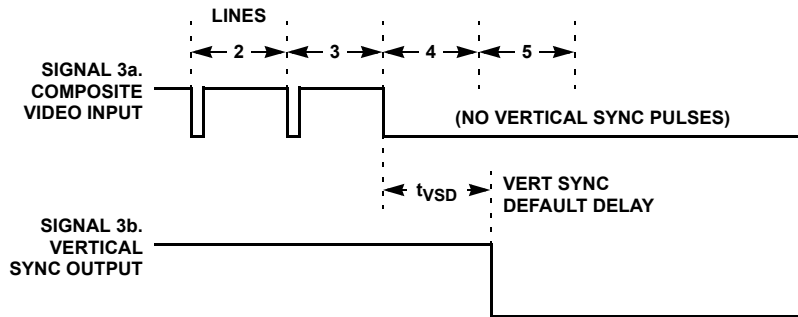 LINES
2 3 4 5
SIGNAL 3a.
COMPOSITE
VIDEO INPUT
(NO VERTICAL SYNC PULSES)
tVSD
VERT SYNC
DEFAULT DELAY
SIGNAL 3b.
VERTICAL
SYNC OUTPUT